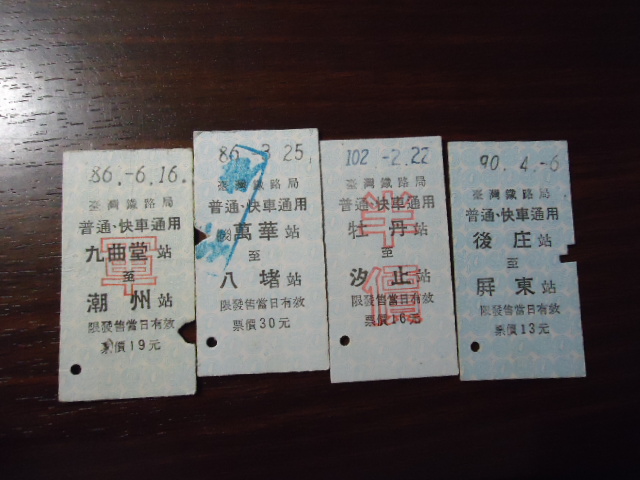 86.-6.16.
臺灣鐵路局
普通、快車通用
九曲堂站
至
潮州站
限發售當日有效
票價19元
軍
86. 3.25,
臺灣鐵路局
普通、快車通用
萬華站
至
八堵站
限發售當日有效
票價30元
102.-2.22
臺灣鐵路局
普通、快車通用
牡丹站
至
汐止站
限發售當日有效
票價16元
半價
90. 4.-6
臺灣鐵路局
普通、快車通用
後庄站
至
屏東站
限發售當日有效
票價13元